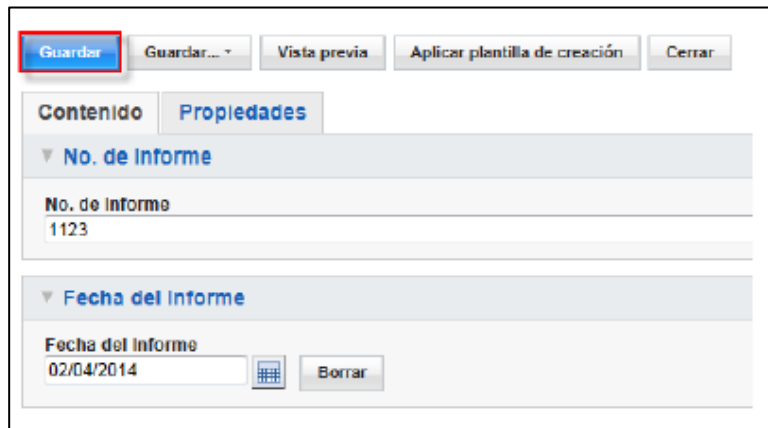 Guardar Guardar... Vista previa Aplicar plantilla de creación Cerrar
Contenido Propiedades
No. de Informe
No. de Informe
1123
Fecha del Informe
Fecha del Informe
02/04/2014 Borrar